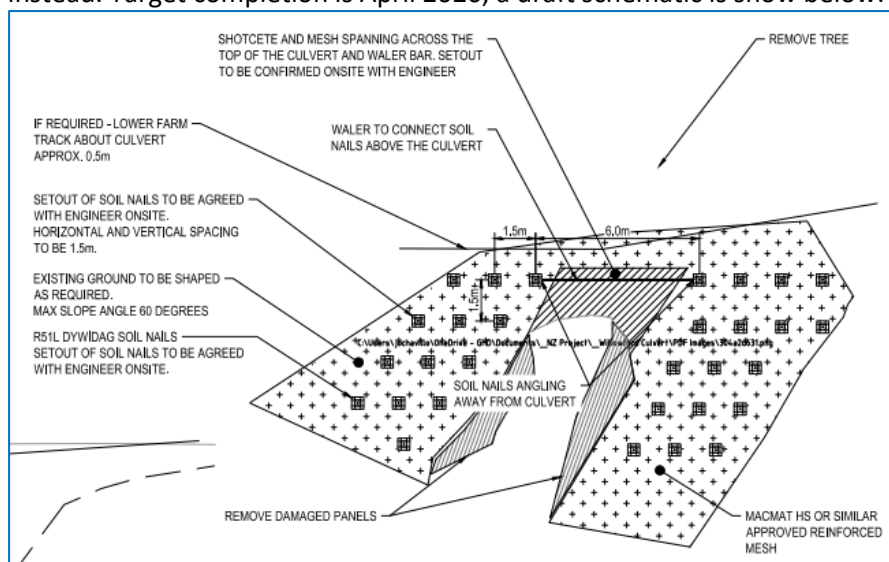 instead. Target completion is April 2026, a draft schematic is show below.
SHOTCETE AND MESH SPANNING ACROSS THE
TOP OF THE CULVERT AND WALER BAR. SETOUT
TO BE CONFIRMED ONSITE WITH ENGINEER
REMOVE TREE
IF REQUIRED - LOWER FARM
TRACK ABOUT CULVERT
APPROX. 0.5m
WALER TO CONNECT SOIL
NAILS ABOVE THE CULVERT
SETOUT OF SOIL NAILS TO BE AGREED
WITH ENGINEER ONSITE.
HORIZONTAL AND VERTICAL SPACING
TO BE 1.5m.
1.5m
6.0m
1.5m
EXISTING GROUND TO BE SHAPED
AS REQUIRED.
MAX SLOPE ANGLE 60 DEGREES
R51L DYWIDAG SOIL NAILS
SETOUT OF SOIL NAILS TO BE AGREED
WITH ENGINEER ONSITE.
SOIL NAILS ANGLING
AWAY FROM CULVERT
REMOVE DAMAGED PANELS
MACMAT HS OR SIMILAR
APPROVED REINFORCED
MESH